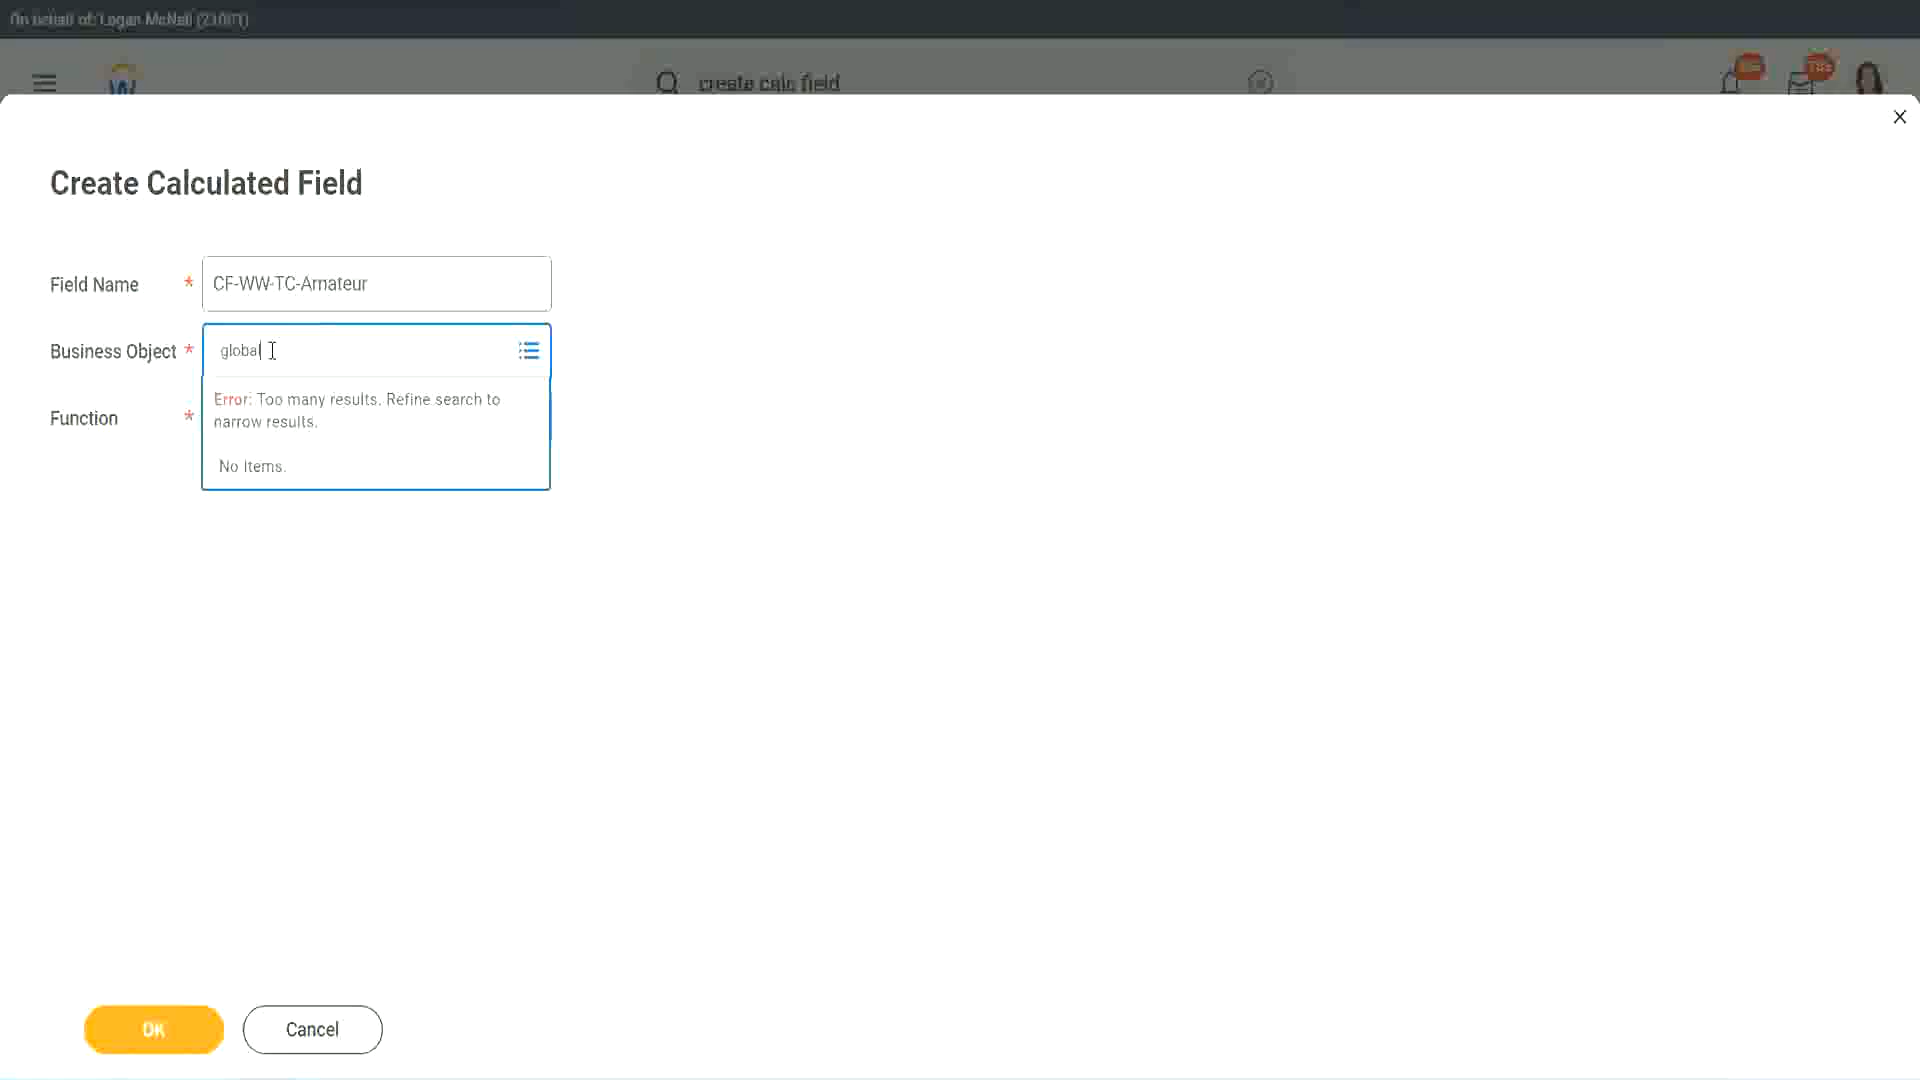 On behalf of: Logan McNeil (21001)
create calc field
Create Calculated Field
Field Name *
CF-WW-TC-Amateur
Business Object *
global
Error: Too many results. Refine search to
narrow results.
Function *
No Items.
OK
Cancel